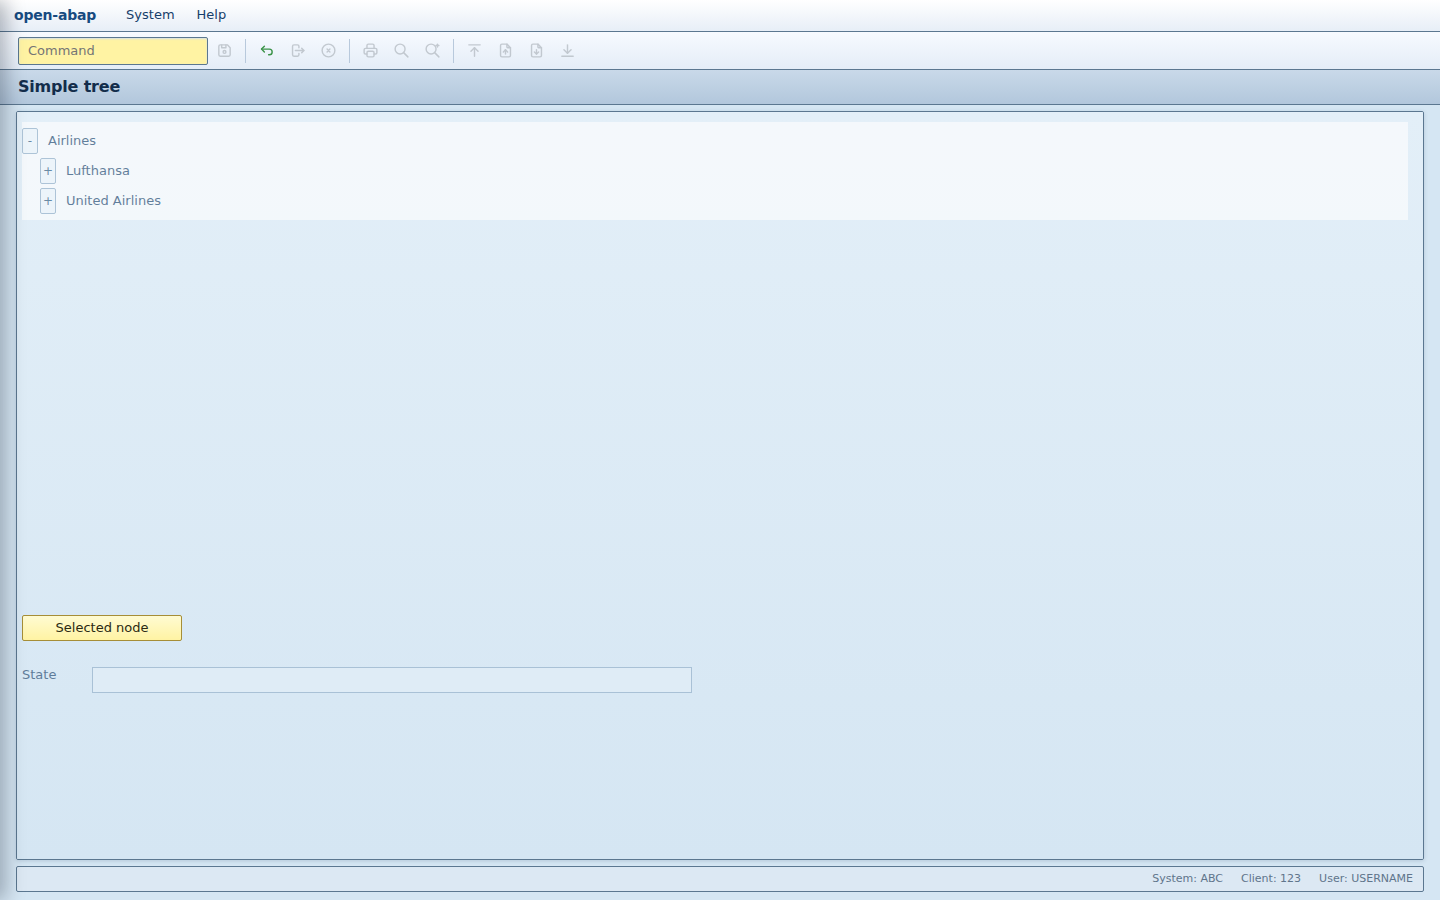 open-abap System Help
Command
Simple tree
- Airlines
+ Lufthansa
+ United Airlines
Selected node
State
System: ABC Client: 123 User: USERNAME